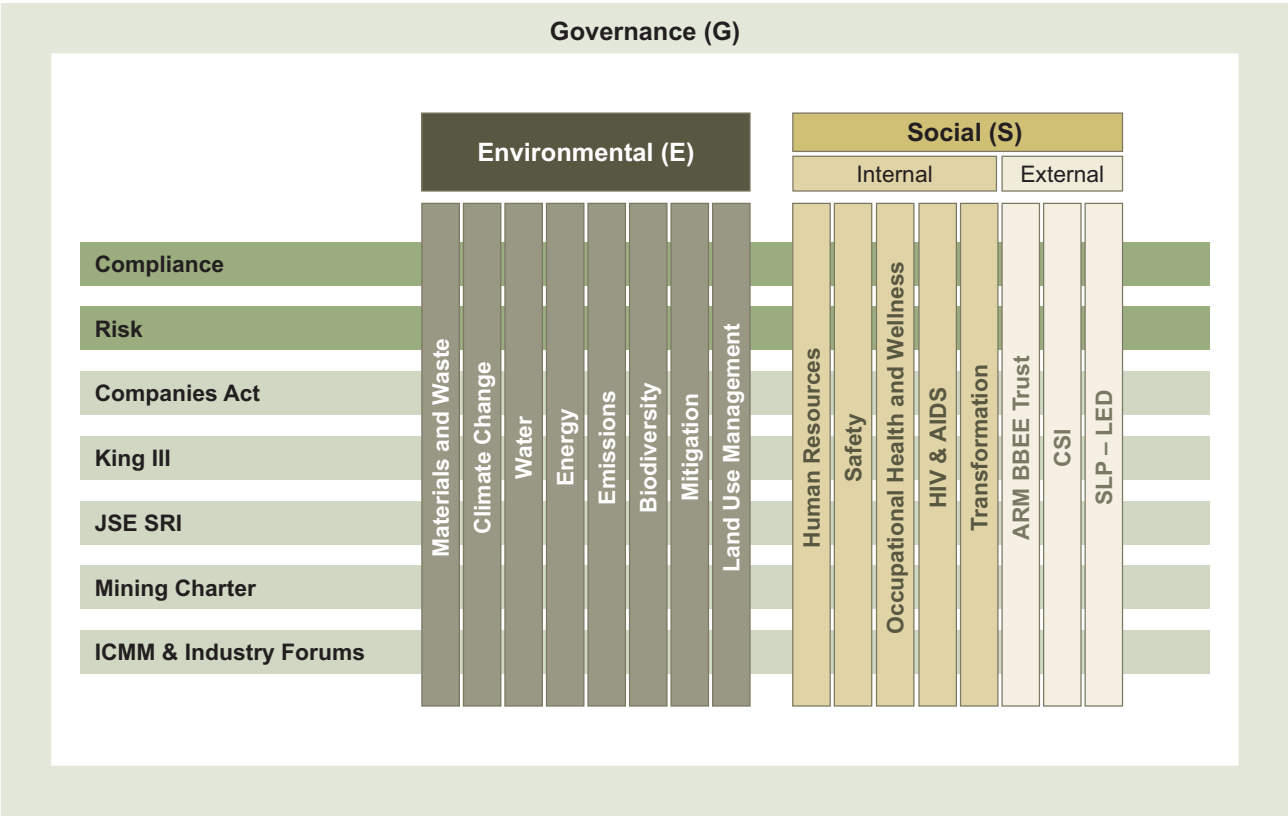 Governance (G)
Environmental (E)
Social (S)
Internal
External
Compliance
Risk
Companies Act
King III
JSE SRI
Mining Charter
ICMM & Industry Forums
Materials and Waste
Climate Change
Water
Energy
Emissions
Biodiversity
Mitigation
Land Use Management
Human Resources
Safety
Occupational Health and Wellness
HIV & AIDS
Transformation
ARM BBEE Trust
CSI
SLP – LED